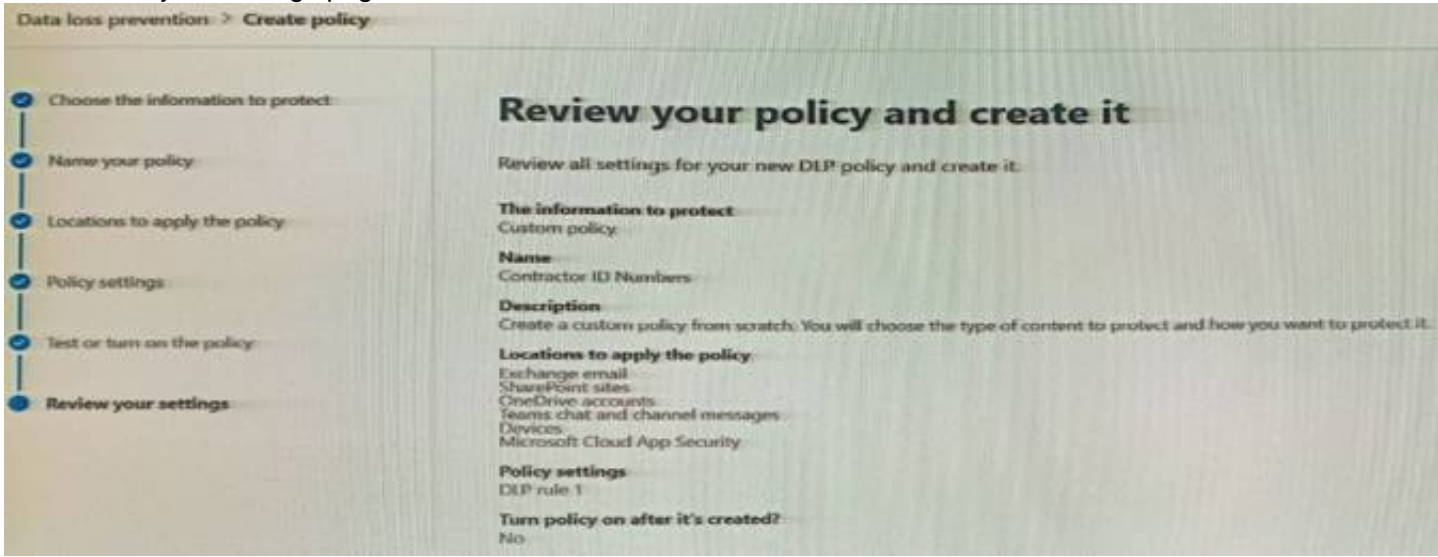 Data loss prevention > Create policy
Choose the information to protect
Name your policy
Locations to apply the policy
Policy settings
Test or turn on the policy
Review your settings
Review your policy and create it
Review all settings for your new DLP policy and create it.
The information to protect
Custom policy
Name
Contractor ID Numbers
Description
Create a custom policy from scratch. You will choose the type of content to protect and how you want to protect it.
Locations to apply the policy
Exchange email
SharePoint sites
OneDrive accounts
Teams chat and channel messages
Devices
Microsoft Cloud App Security
Policy settings
DLP rule 1
Turn policy on after it's created?
No